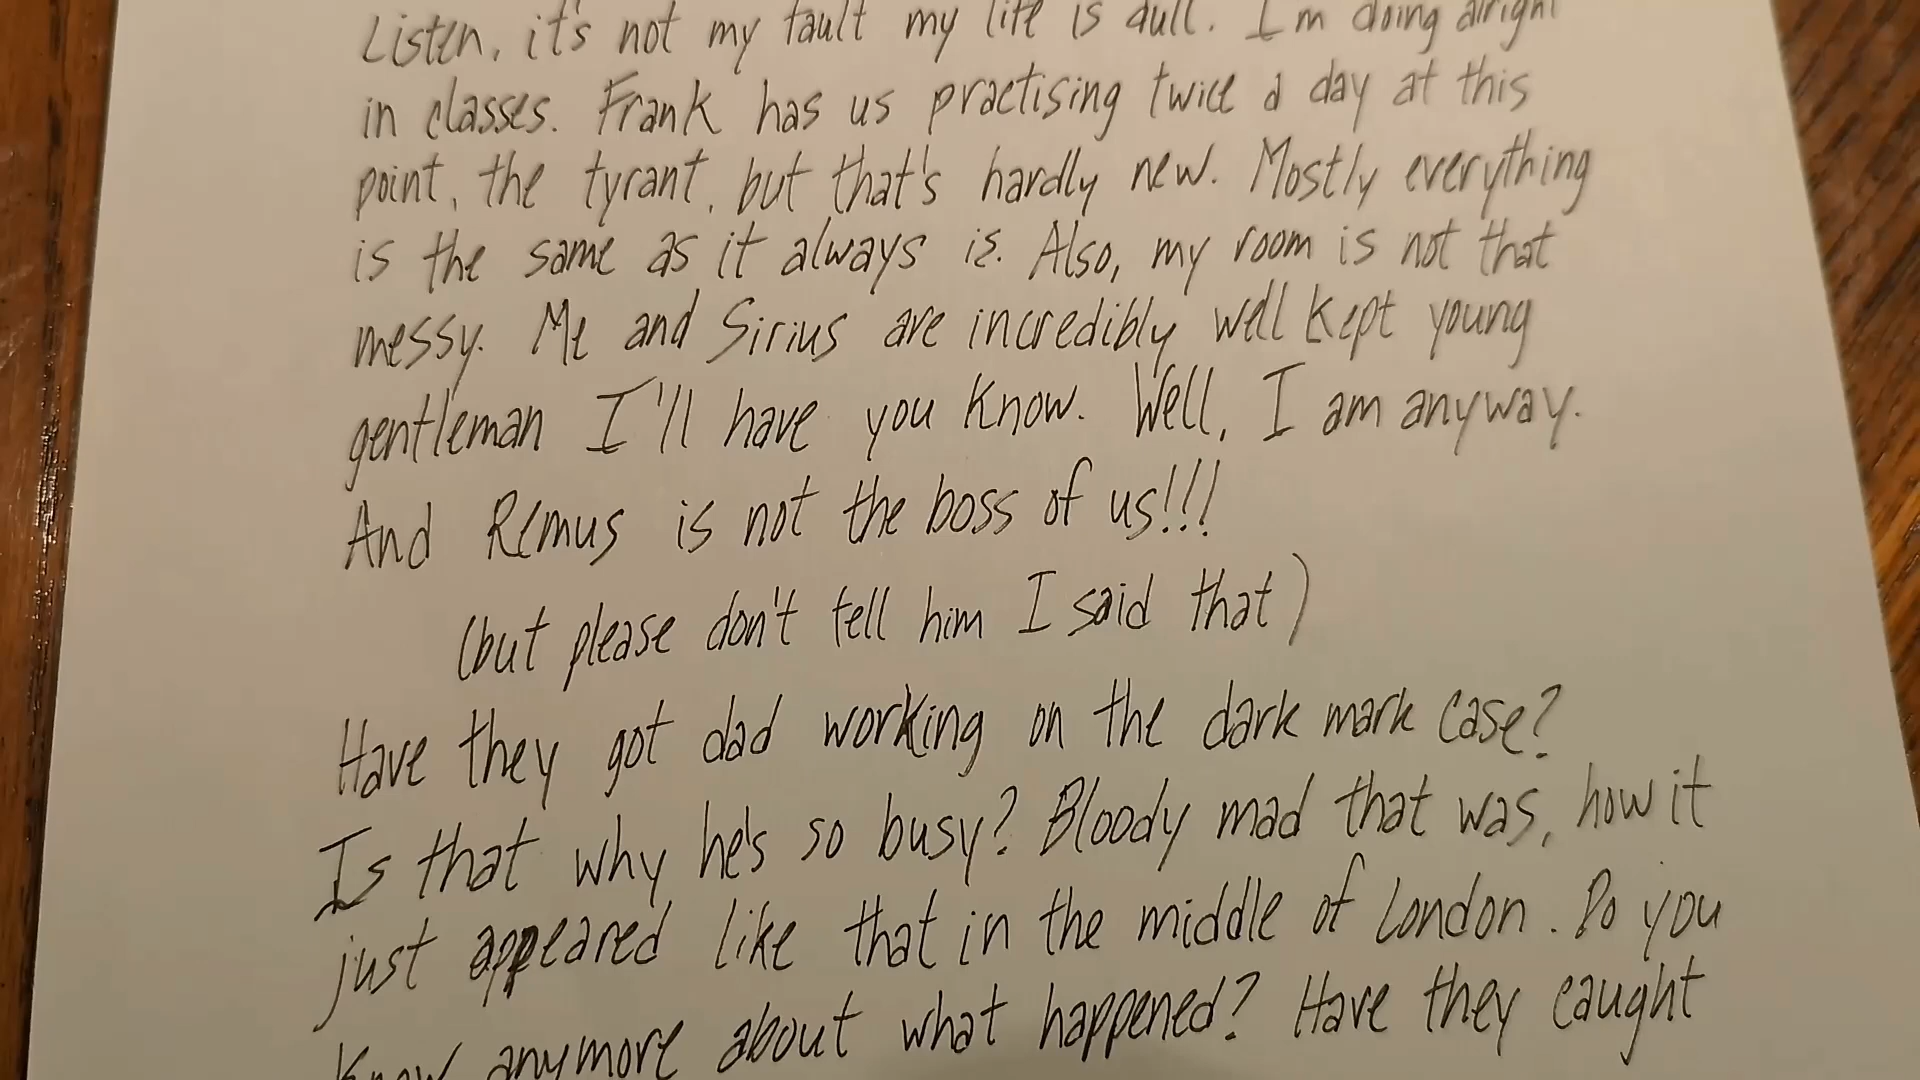 Listen, it's not my fault my life is dull. I'm doing alright
in classes. Frank has us practising twice a day at this
point, the tyrant, but that's hardly new. Mostly everything
is the same as it always is. Also, my room is not that
messy. Me and Sirius are incredibly well kept young
gentleman I'll have you know. Well, I am anyway.
And Remus is not the boss of us!!!
(but please don't tell him I said that)
Have they got dad working on the dark mark case?
Is that why he's so busy? Bloody mad that was, how it
just appeared like that in the middle of London. Do you
know anymore about what happened? Have they caught